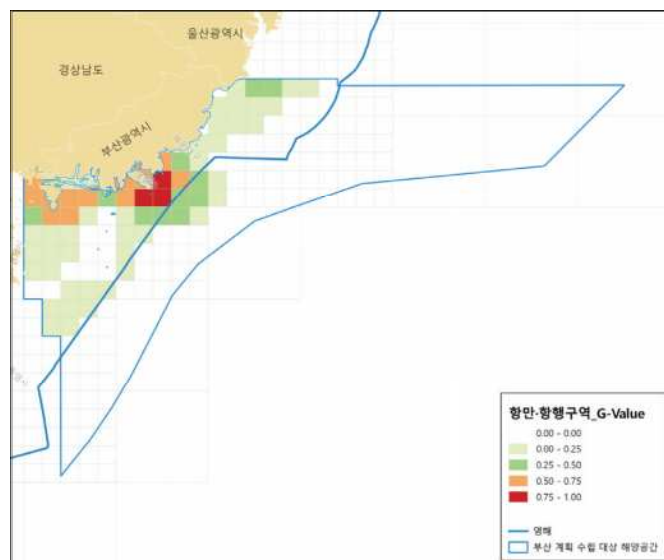 울산광역시
경상남도
부산광역시
항만·항행구역_G-Value
0.00 - 0.00
0.00 - 0.25
0.25 - 0.50
0.50 - 0.75
0.75 - 1.00
영해
부산 계획 수립 대상 해양공간